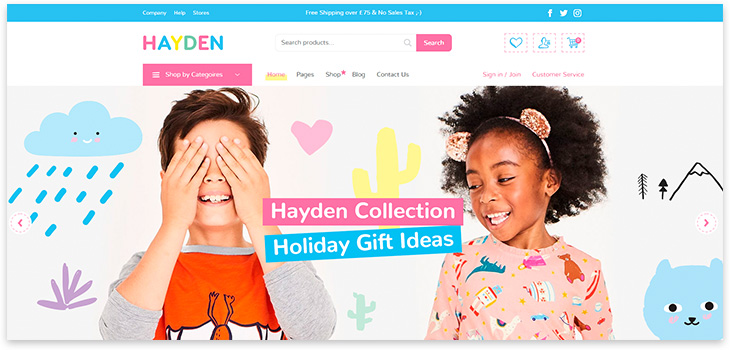 Company Help Stores
Free Shipping over £75 & No Sales Tax ;-)
HAYDEN
Search products...
Search
0
Shop by Categories
Home Pages Shop Blog Contact Us
Sign in / Join Customer Service
Hayden Collection
Holiday Gift Ideas